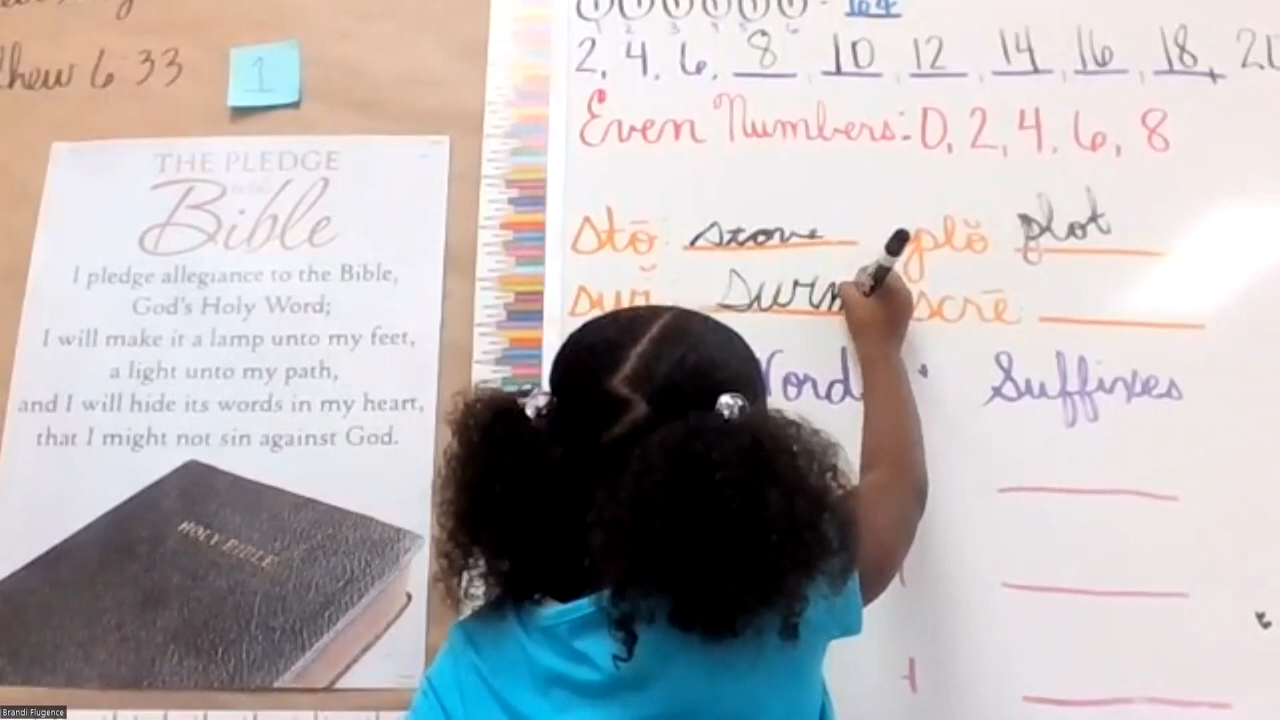 6 33
1
THE PLEDGE
to the
Bible
I pledge allegiance to the Bible,
God's Holy Word;
I will make it a lamp unto my feet,
a light unto my path,
and I will hide its words in my heart,
that I might not sin against God.
HOLY BIBLE
2, 4, 6, 8, 10, 12, 14, 16, 18,
Even Numbers: 0, 2, 4, 6, 8
stō stove plŏ plot
scrē
Word Suffixes
Brandi Flugence